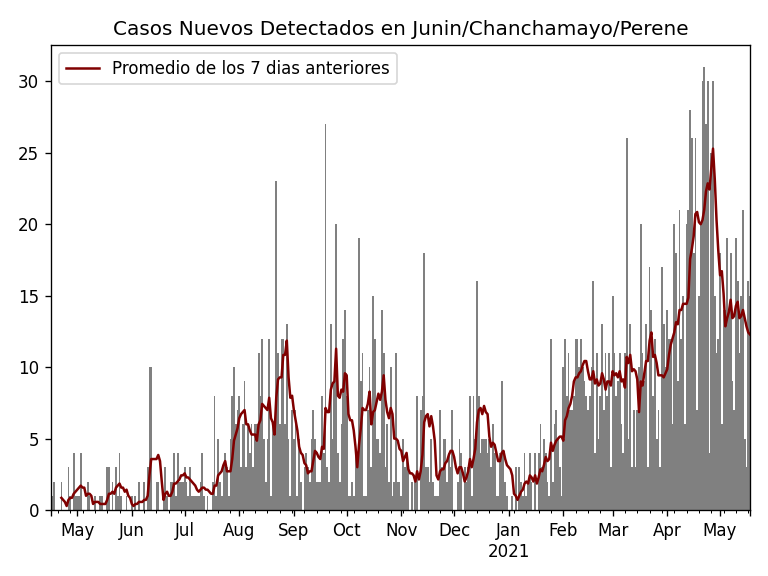 Casos Nuevos Detectados en Junin/Chanchamayo/Perene
Promedio de los 7 dias anteriores
30
25
20
15
10
5
0
May Jun Jul Aug Sep Oct Nov Dec Jan Feb Mar Apr May
2021